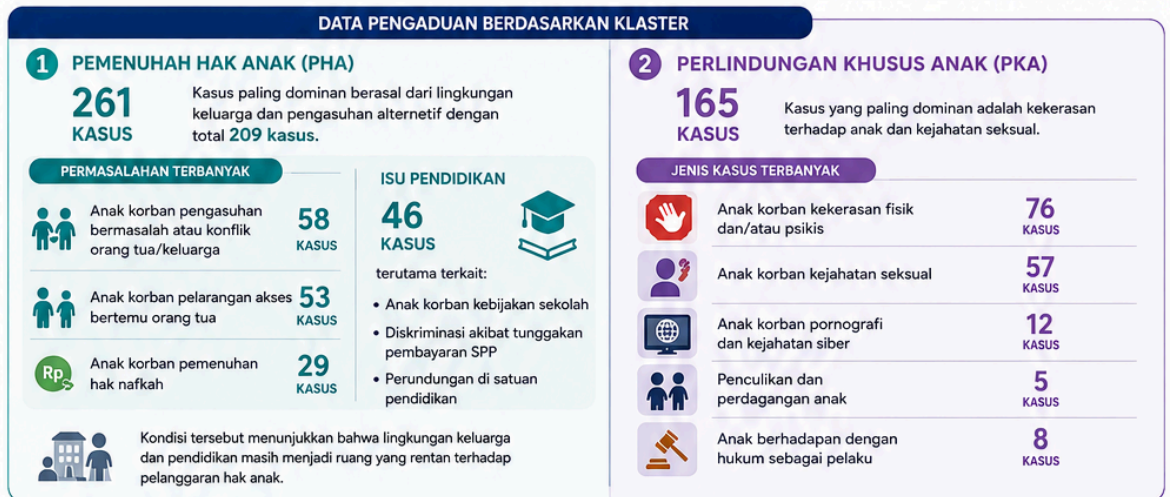 DATA PENGADUAN BERDASARKAN KLASTER
1 PEMENUHAH HAK ANAK (PHA)
261
KASUS
Kasus paling dominan berasal dari lingkungan
keluarga dan pengasuhan alternatif dengan
total 209 kasus.
PERMASALAHAN TERBANYAK
Anak korban pengasuhan
bermasalah atau konflik
orang tua/keluarga
58
KASUS
Anak korban pelarangan akses
bertemu orang tua
53
KASUS
Rp
Anak korban pemenuhan
hak nafkah
29
KASUS
ISU PENDIDIKAN
46
KASUS
terutama terkait:
• Anak korban kebijakan sekolah
• Diskriminasi akibat tunggakan
pembayaran SPP
• Perundungan di satuan
pendidikan
Kondisi tersebut menunjukkan bahwa lingkungan keluarga
dan pendidikan masih menjadi ruang yang rentan terhadap
pelanggaran hak anak.
2 PERLINDUNGAN KHUSUS ANAK (PKA)
165
KASUS
Kasus yang paling dominan adalah kekerasan
terhadap anak dan kejahatan seksual.
JENIS KASUS TERBANYAK
Anak korban kekerasan fisik
dan/atau psikis
76
KASUS
Anak korban kejahatan seksual
57
KASUS
Anak korban pornografi
dan kejahatan siber
12
KASUS
Penculikan dan
perdagangan anak
5
KASUS
Anak berhadapan dengan
hukum sebagai pelaku
8
KASUS